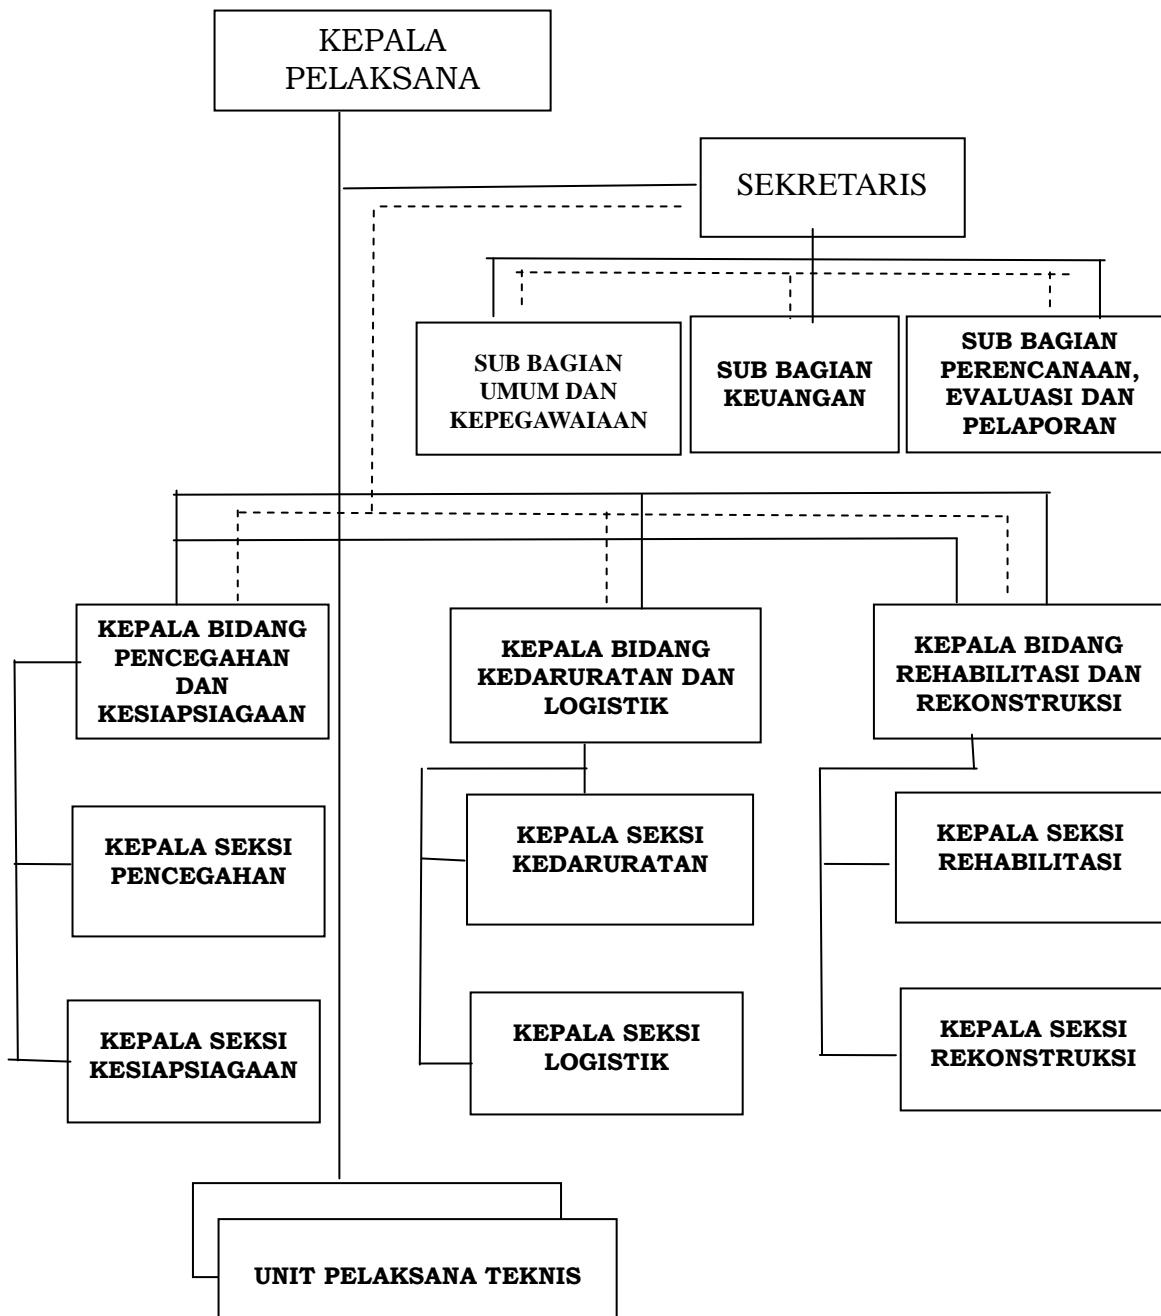 KEPALA
PELAKSANA
SEKRETARIS
SUB BAGIAN
UMUM DAN
KEPEGAWAIAAN
SUB BAGIAN
KEUANGAN
SUB BAGIAN
PERENCANAAN,
EVALUASI DAN
PELAPORAN
KEPALA BIDANG
PENCEGAHAN
DAN
KESIAPSIAGAAN
KEPALA BIDANG
KEDARURATAN DAN
LOGISTIK
KEPALA BIDANG
REHABILITASI DAN
REKONSTRUKSI
KEPALA SEKSI
PENCEGAHAN
KEPALA SEKSI
KEDARURATAN
KEPALA SEKSI
REHABILITASI
KEPALA SEKSI
KESIAPSIAGAAN
KEPALA SEKSI
LOGISTIK
KEPALA SEKSI
REKONSTRUKSI
UNIT PELAKSANA TEKNIS